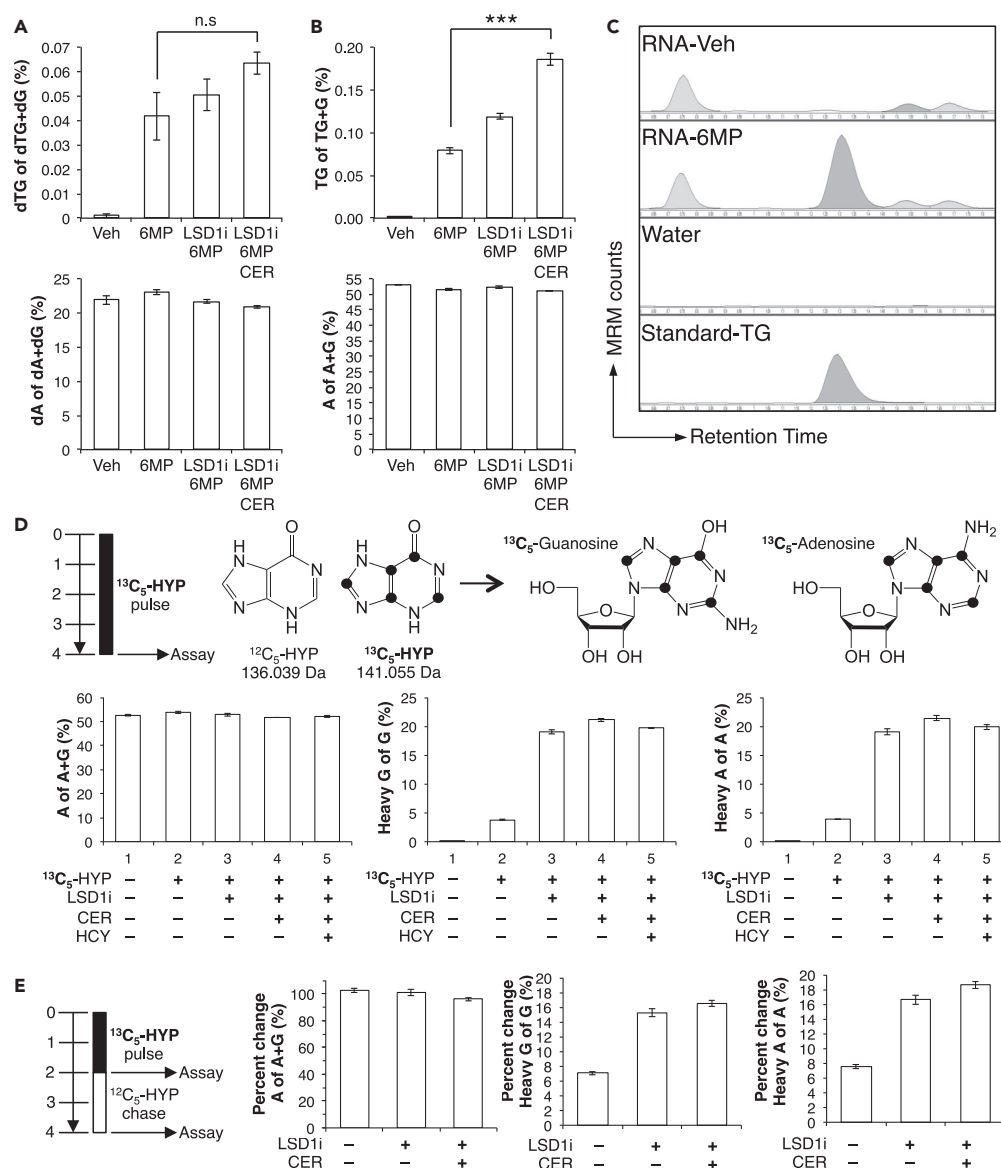 A
n.s
dTG of dTG+dG (%)
0.07
0.06
0.05
0.04
0.03
0.02
0.01
0
Veh
6MP
LSD1i
6MP
LSD1i
6MP
CER
dA of dA+dG (%)
25
20
15
10
5
0
Veh
6MP
LSD1i
6MP
LSD1i
6MP
CER
B
***
TG of TG+G (%)
0.20
0.15
0.10
0.05
0.00
Veh
6MP
LSD1i
6MP
LSD1i
6MP
CER
A of A+G (%)
55
50
45
40
35
30
25
20
15
10
5
0
Veh
6MP
LSD1i
6MP
LSD1i
6MP
CER
C
RNA-Veh
RNA-6MP
Water
Standard-TG
MRM counts
Retention Time
D
0
1
2
3
4
¹³C₅-HYP
pulse
Assay
O
H
N
N
N
N
H
¹²C₅-HYP
136.039 Da
O
H
N
N
N
N
H
¹³C₅-HYP
141.055 Da
¹³C₅-Guanosine
OH
N
N
N
N
NH₂
HO
O
OH OH
¹³C₅-Adenosine
NH₂
N
N
N
N
HO
O
OH OH
A of A+G (%)
60
50
40
30
20
10
0
1 2 3 4 5
¹³C₅-HYP – + + + +
LSD1i – – + + +
CER – – – + +
HCY – – – – +
Heavy G of G (%)
25
20
15
10
5
0
1 2 3 4 5
¹³C₅-HYP – + + + +
LSD1i – – + + +
CER – – – + +
HCY – – – – +
Heavy A of A (%)
25
20
15
10
5
0
1 2 3 4 5
¹³C₅-HYP – + + + +
LSD1i – – + + +
CER – – – + +
HCY – – – – +
E
0
1
2
3
4
¹³C₅-HYP
pulse
Assay
¹²C₅-HYP
chase
Assay
Percent change
A of A+G (%)
100
80
60
40
20
0
LSD1i – + +
CER – – +
Percent change
Heavy G of G (%)
18
16
14
12
10
8
6
4
2
0
LSD1i – + +
CER – – +
Percent change
Heavy A of A (%)
20
18
16
14
12
10
8
6
4
2
0
LSD1i – + +
CER – – +